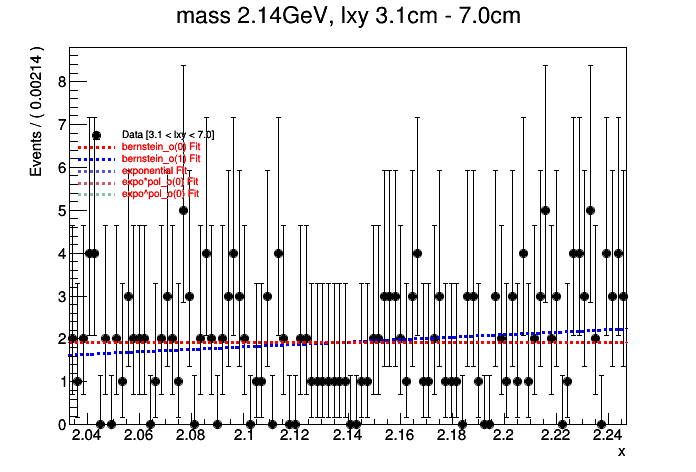 mass 2.14GeV, lxy 3.1cm - 7.0cm
Events / ( 0.00214 )
8
7
6
5
4
3
2
1
0
Data [3.1 < lxy < 7.0]
bernstein_o(0) Fit
bernstein_o(1) Fit
exponential Fit
expo*pol_o(0) Fit
expo^pol_o(0) Fit
2.04 2.06 2.08 2.1 2.12 2.14 2.16 2.18 2.2 2.22 2.24
x